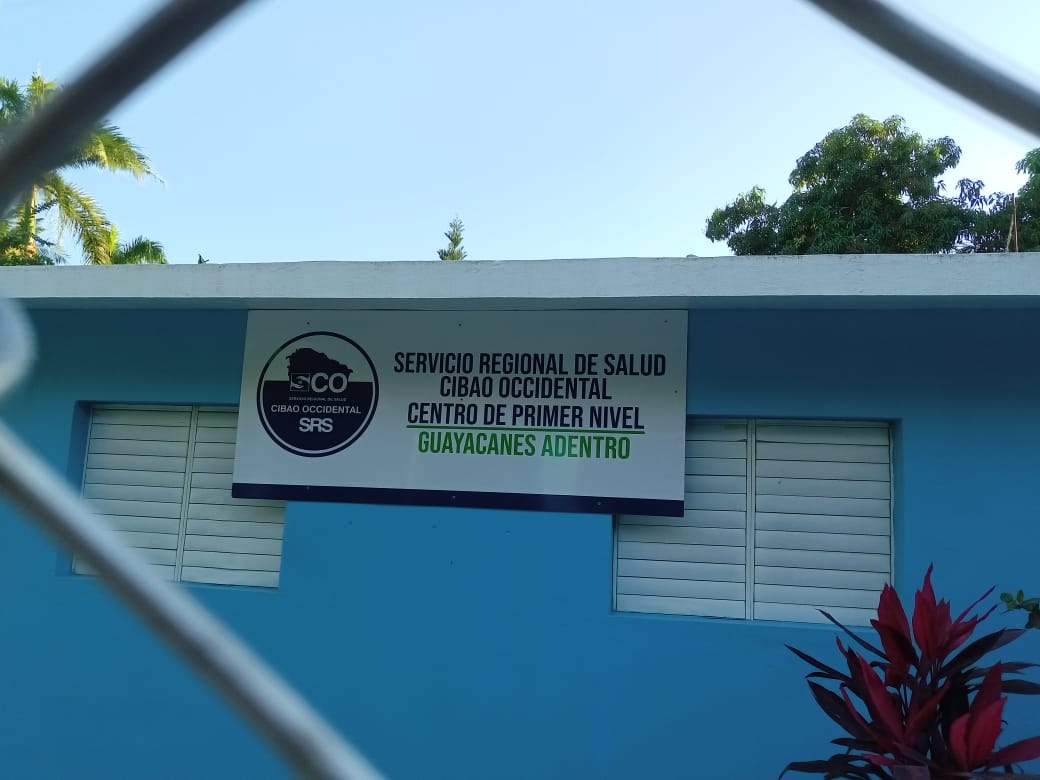 SCO
SERVICIO REGIONAL DE SALUD
CIBAO OCCIDENTAL
SRS
SERVICIO REGIONAL DE SALUD
CIBAO OCCIDENTAL
CENTRO DE PRIMER NIVEL
GUAYACANES ADENTRO